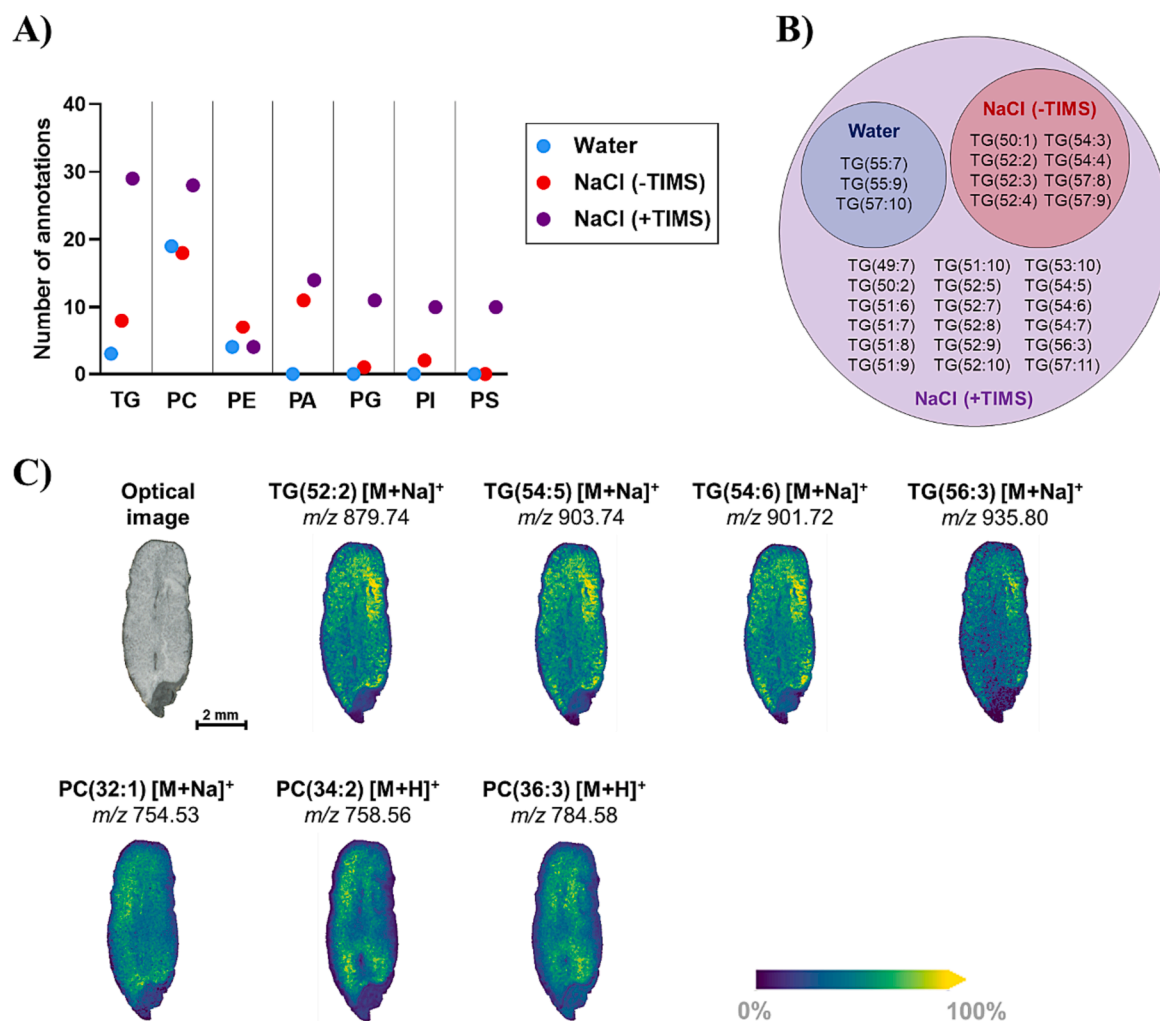 A)
Number of annotations
40
30
20
10
0
TG PC PE PA PG PI PS
Water
NaCl (-TIMS)
NaCl (+TIMS)
B)
Water
TG(55:7)
TG(55:9)
TG(57:10)
NaCl (-TIMS)
TG(50:1) TG(54:3)
TG(52:2) TG(54:4)
TG(52:3) TG(57:8)
TG(52:4) TG(57:9)
TG(49:7) TG(51:10) TG(53:10)
TG(50:2) TG(52:5) TG(54:5)
TG(51:6) TG(52:7) TG(54:6)
TG(51:7) TG(52:8) TG(54:7)
TG(51:8) TG(52:9) TG(56:3)
TG(51:9) TG(52:10) TG(57:11)
NaCl (+TIMS)
C)
Optical
image
2 mm
TG(52:2) [M+Na]⁺
m/z 879.74
TG(54:5) [M+Na]⁺
m/z 903.74
TG(54:6) [M+Na]⁺
m/z 901.72
TG(56:3) [M+Na]⁺
m/z 935.80
PC(32:1) [M+Na]⁺
m/z 754.53
PC(34:2) [M+H]⁺
m/z 758.56
PC(36:3) [M+H]⁺
m/z 784.58
0% 100%